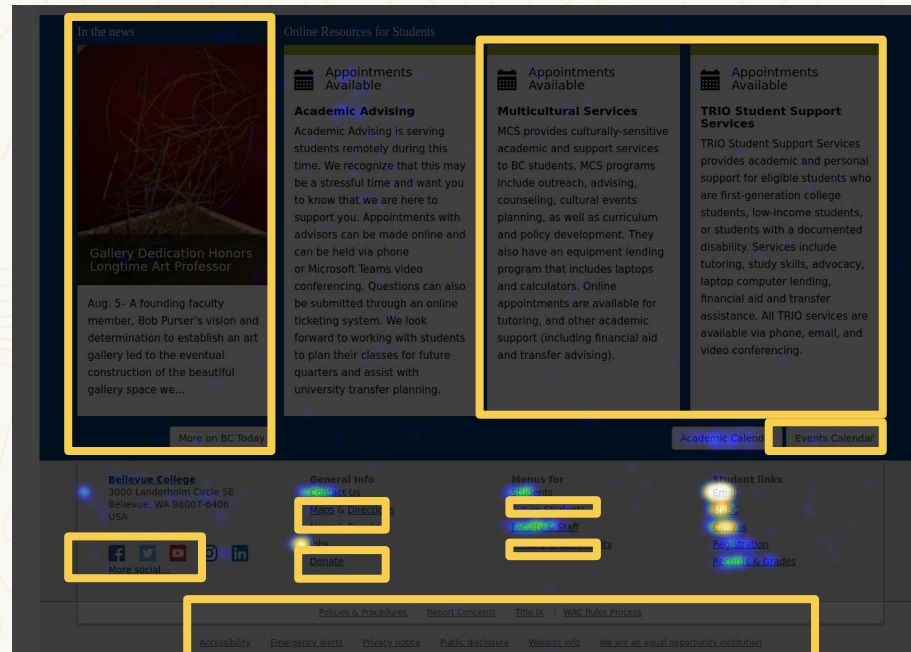 In the news
Gallery Dedication Honors
Longtime Art Professor
Aug. 5– A founding faculty
member, Bob Purser’s vision and
determination to establish an art
gallery led to the eventual
construction of the beautiful
gallery space we...
More on BC Today
Online Resources for Students
Appointments
Available
Academic Advising
Academic Advising is serving
students remotely during this
time. We recognize that this may
be a stressful time and want you
to know that we are here to
support you. Appointments with
advisors can be made online and
can be held via phone
or Microsoft Teams video
conferencing. Questions can also
be submitted through an online
ticketing system. We look
forward to working with students
to plan their classes for future
quarters and assist with
university transfer planning.
Appointments
Available
Multicultural Services
MCS provides culturally-sensitive
academic and support services
to BC students. MCS programs
include outreach, advising,
counseling, cultural events
planning, as well as curriculum
and policy development. They
also have an equipment lending
program that includes laptops
and calculators. Online
appointments are available for
tutoring, and other academic
support (including financial aid
and transfer advising).
Appointments
Available
TRIO Student Support
Services
TRIO Student Support Services
provides academic and personal
support for eligible students who
are first-generation college
students, low-income students,
or students with a documented
disability. Services include
tutoring, study skills, advocacy,
laptop computer lending,
financial aid and transfer
assistance. All TRIO services are
available via phone, email, and
video conferencing.
Academic Calend
Events Calendar
Bellevue College
3000 Landerholm Circle SE
Bellevue, WA 98007-6406
USA
More social...
General Info
Contact Us
Maps & Directions
Jobs
Donate
Menus for
Students
Faculty & Staff
Student links
Email
MyBC
Canvas
Registration
Records & Grades
Policies & Procedures
Report Concerns
Title IX
WAC Rules Process
Accessibility
Emergency alerts
Privacy notice
Public disclosure
Website info
We are an equal opportunity institution